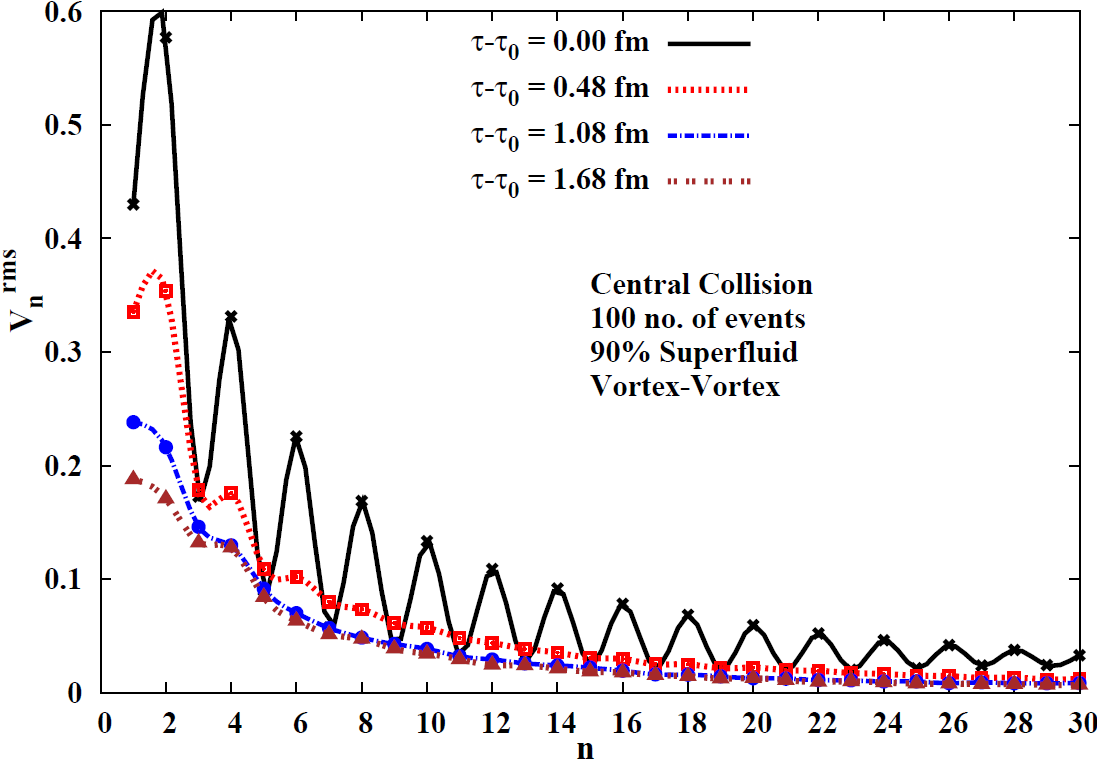 0.6
0.5
0.4
0.3
0.2
0.1
0
V_n^rms
τ-τ₀ = 0.00 fm
τ-τ₀ = 0.48 fm
τ-τ₀ = 1.08 fm
τ-τ₀ = 1.68 fm
Central Collision
100 no. of events
90% Superfluid
Vortex-Vortex
0 2 4 6 8 10 12 14 16 18 20 22 24 26 28 30
n